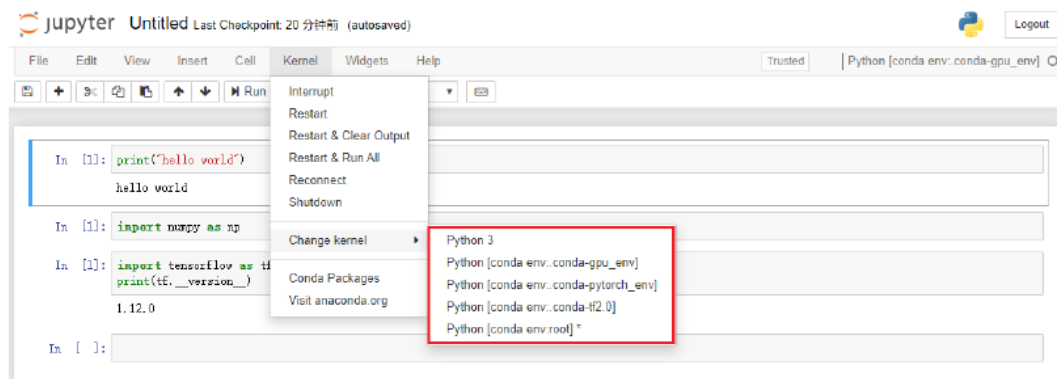 jupyter Untitled Last Checkpoint: 20 分钟前 (autosaved) Logout
File Edit View Insert Cell Kernel Widgets Help Trusted Python [conda env:.conda-gpu_env]
Run
Interrupt
Restart
Restart & Clear Output
Restart & Run All
Reconnect
Shutdown
Change kernel
Conda Packages
Visit anaconda.org
Python 3
Python [conda env:.conda-gpu_env]
Python [conda env:.conda-pytorch_env]
Python [conda env:.conda-tf2.0]
Python [conda env:root] *
In [1]: print("hello world")
hello world
In [1]: import numpy as np
In [1]: import tensorflow as tf
print(tf.__version__)
1.12.0
In [ ]: